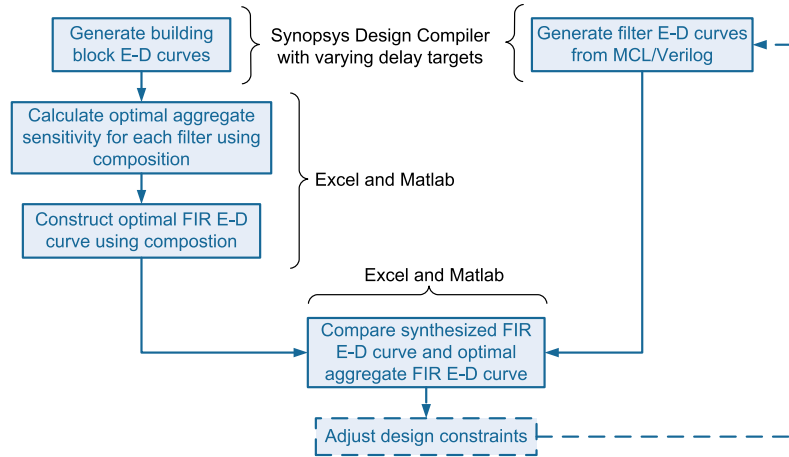 Generate building
block E-D curves
Synopsys Design Compiler
with varying delay targets
Generate filter E-D curves
from MCL/Verilog
Calculate optimal aggregate
sensitivity for each filter using
composition
Excel and Matlab
Construct optimal FIR E-D
curve using compostion
Excel and Matlab
Compare synthesized FIR
E-D curve and optimal
aggregate FIR E-D curve
Adjust design constraints